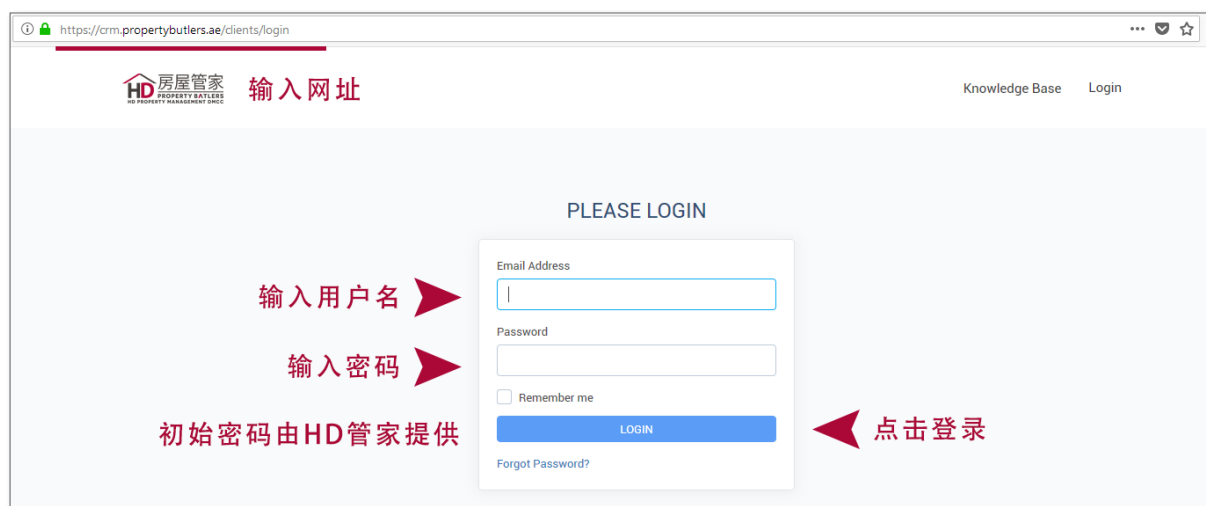 https://crm.propertybutlers.ae/clients/login
HD 房屋管家
PROPERTY BATLERS
HD PROPERTY MANAGEMENT DMCC
输入网址
Knowledge Base
Login
PLEASE LOGIN
Email Address
输入用户名
Password
输入密码
Remember me
初始密码由HD管家提供
LOGIN
点击登录
Forgot Password?